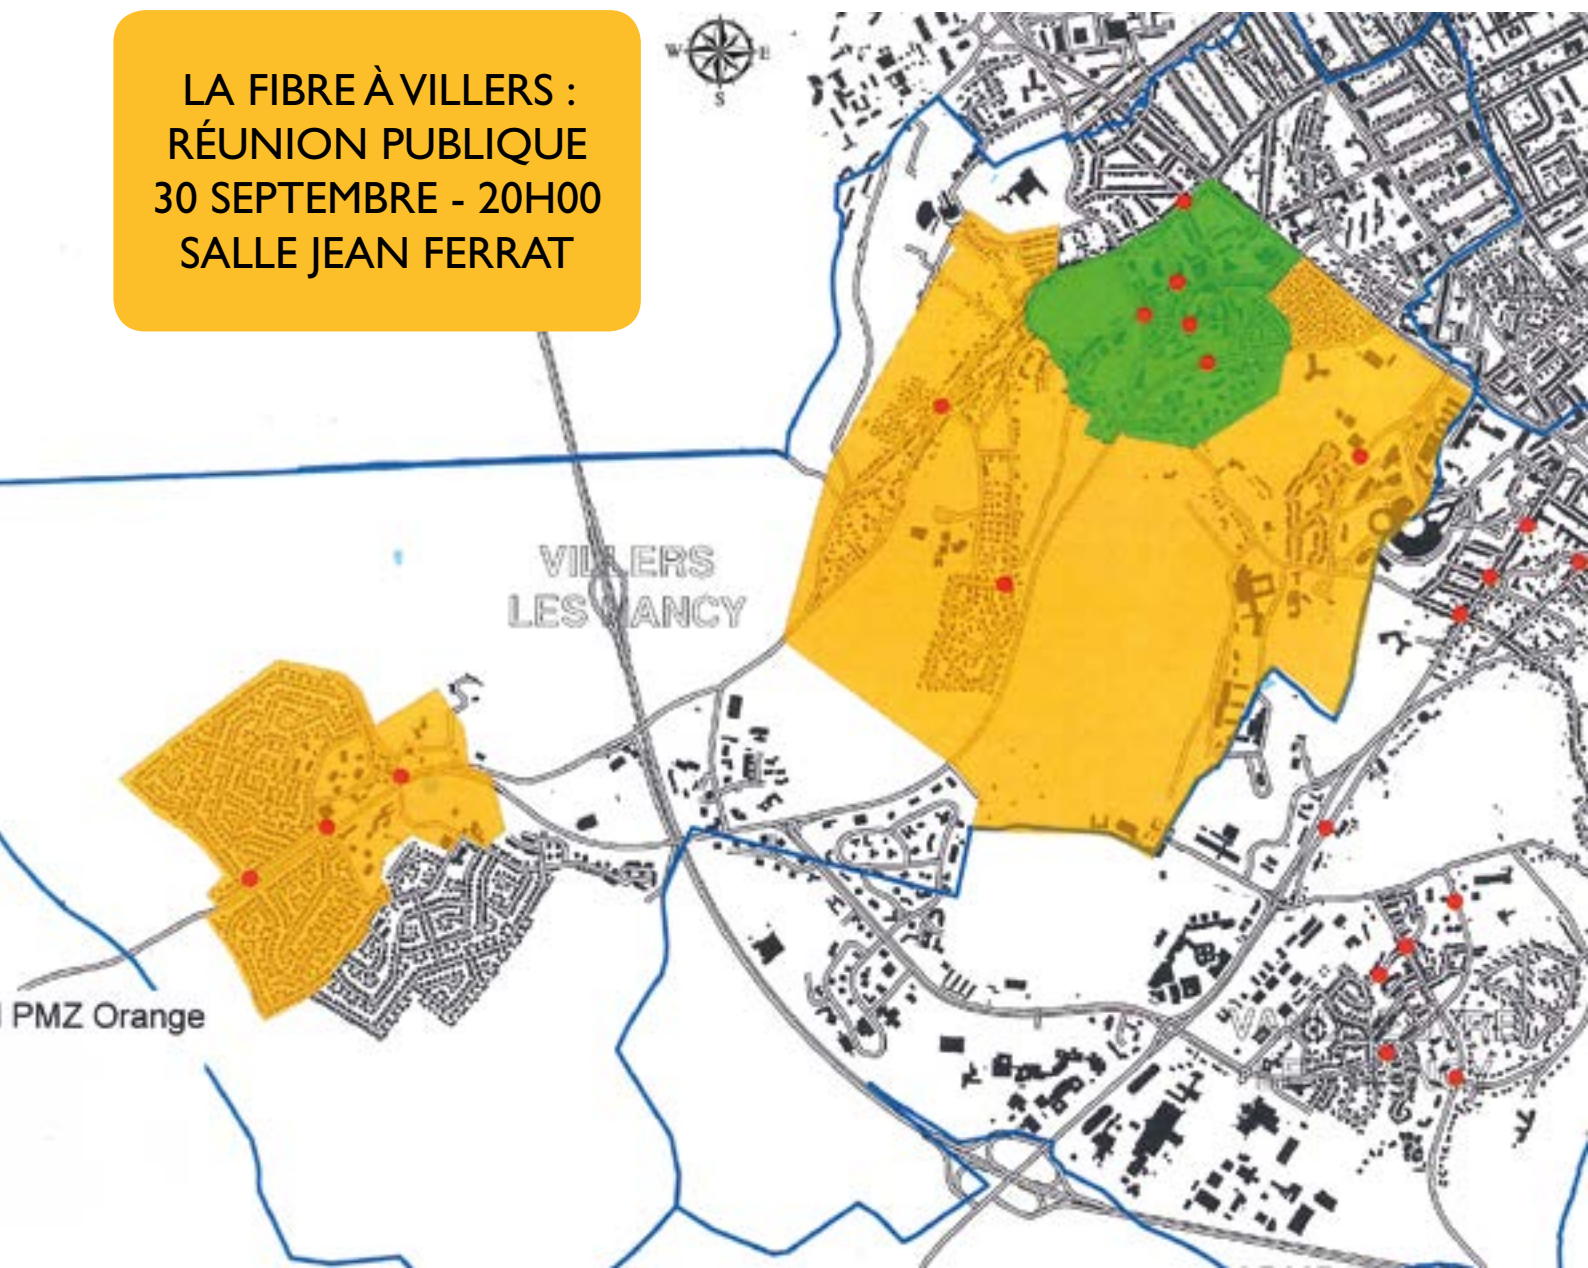 LA FIBRE À VILLERS :
RÉUNION PUBLIQUE
30 SEPTEMBRE - 20H00
SALLE JEAN FERRAT
W
E
S
VILLERS
LES NANCY
PMZ Orange